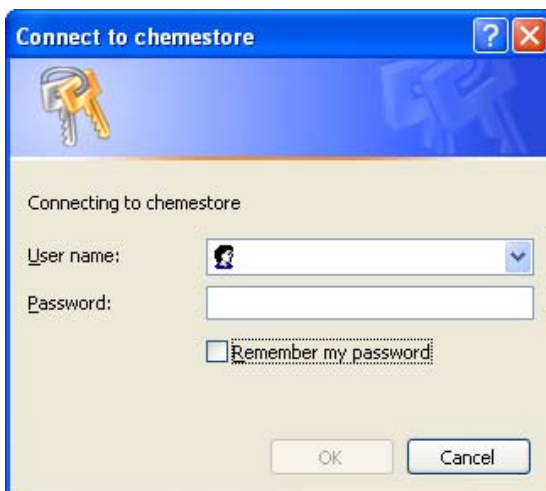 Connect to chemestore
?
Connecting to chemestore
User name:
Password:
Remember my password
OK
Cancel